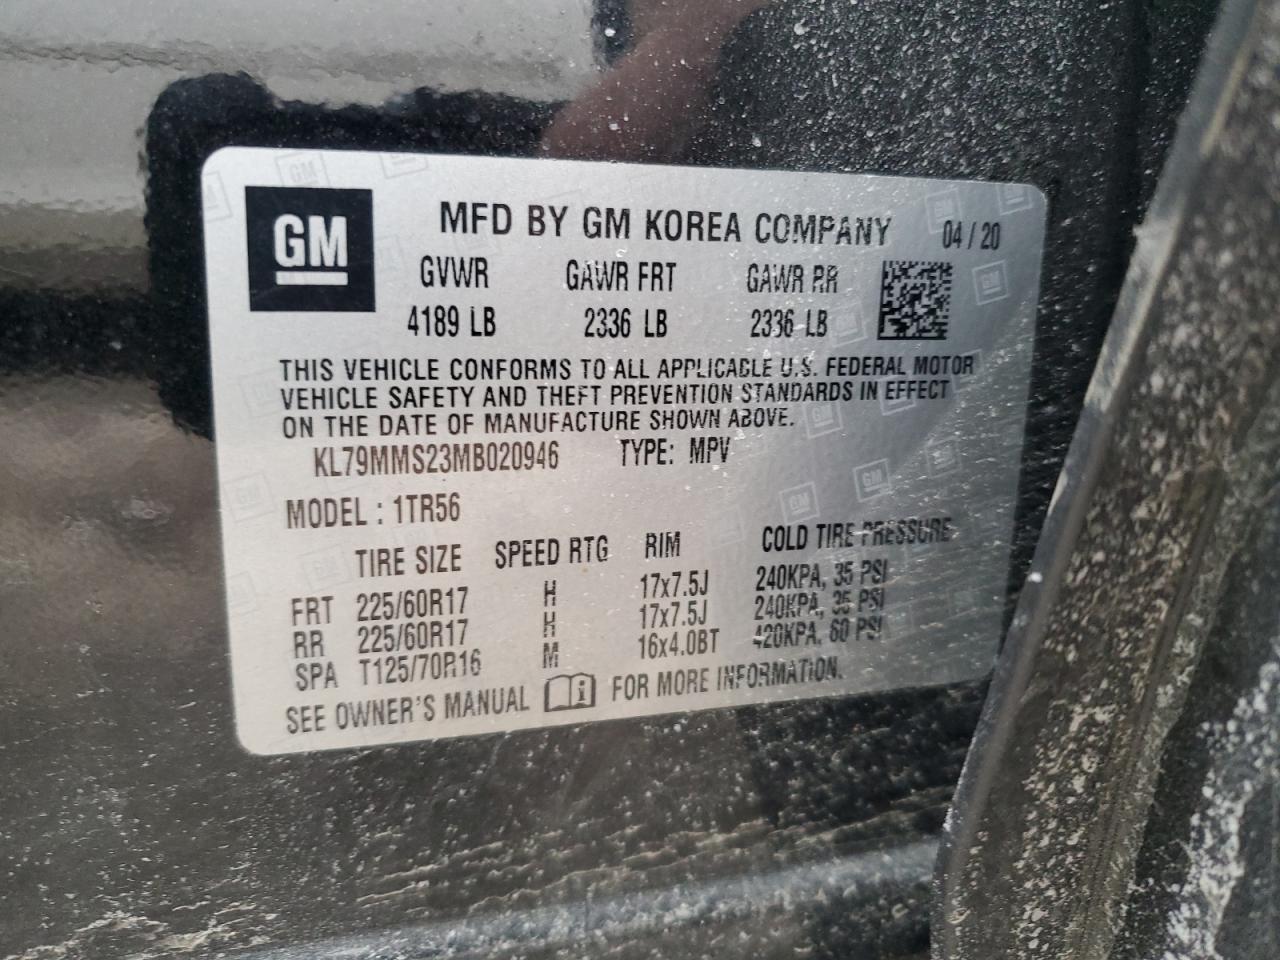 GM
MFD BY GM KOREA COMPANY 04 / 20
GVWR GAWR FRT GAWR RR
4189 LB 2336 LB 2336 LB
THIS VEHICLE CONFORMS TO ALL APPLICABLE U.S. FEDERAL MOTOR
VEHICLE SAFETY AND THEFT PREVENTION STANDARDS IN EFFECT
ON THE DATE OF MANUFACTURE SHOWN ABOVE.
KL79MMS23MB020946 TYPE: MPV
MODEL : 1TR56
TIRE SIZE SPEED RTG RIM COLD TIRE PRESSURE
FRT 225/60R17 H 17x7.5J 240KPA, 35 PSI
RR 225/60R17 H 17x7.5J 240KPA, 35 PSI
SPA T125/70R16 M 16x4.0BT 420KPA, 60 PSI
SEE OWNER'S MANUAL FOR MORE INFORMATION.